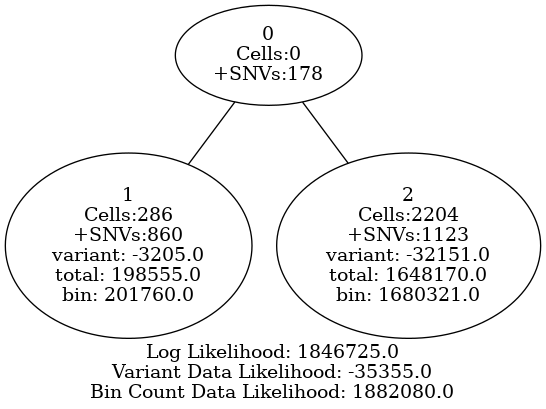 0
Cells:0
+SNVs:178
1
Cells:286
+SNVs:860
variant: -3205.0
total: 198555.0
bin: 201760.0
2
Cells:2204
+SNVs:1123
variant: -32151.0
total: 1648170.0
bin: 1680321.0
Log Likelihood: 1846725.0
Variant Data Likelihood: -35355.0
Bin Count Data Likelihood: 1882080.0